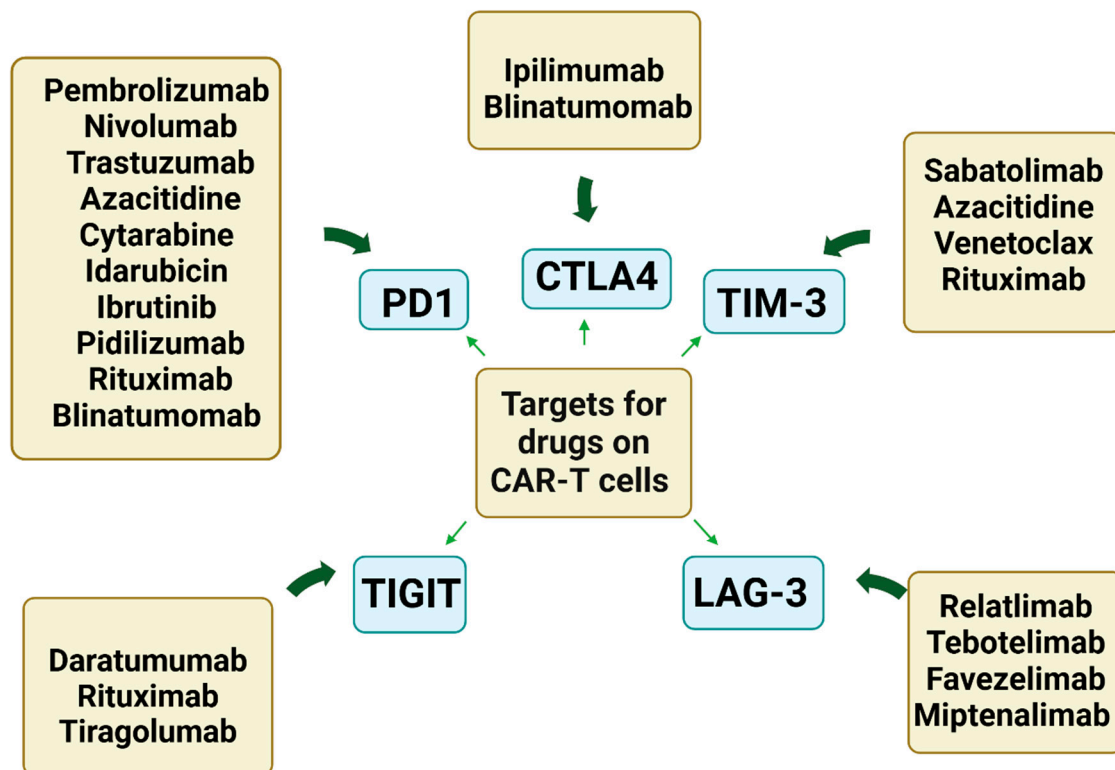 Ipilimumab
Blinatumomab
Pembrolizumab
Nivolumab
Trastuzumab
Azacitidine
Cytarabine
Idarubicin
Ibrutinib
Pidilizumab
Rituximab
Blinatumomab
Sabatolimab
Azacitidine
Venetoclax
Rituximab
PD1
CTLA4
TIM-3
Targets for
drugs on
CAR-T cells
TIGIT
LAG-3
Daratumumab
Rituximab
Tiragolumab
Relatlimab
Tebotelimab
Favezelimab
Miptenalimab